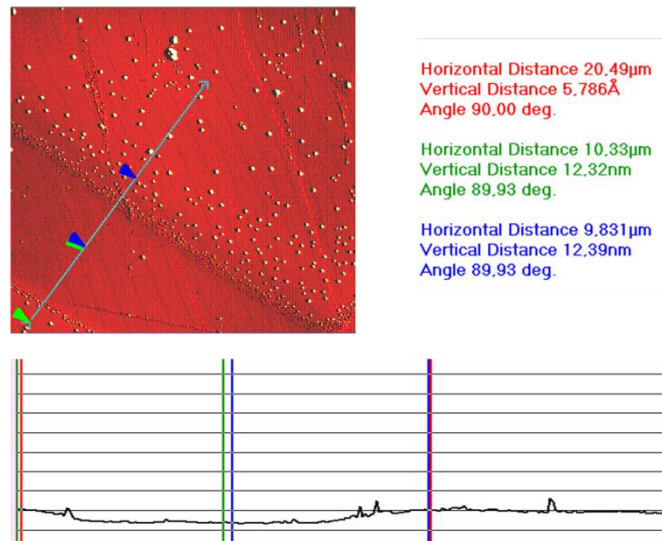 Horizontal Distance 20,49µm
Vertical Distance 5,786Å
Angle 90,00 deg.
Horizontal Distance 10,33µm
Vertical Distance 12,32nm
Angle 89,93 deg.
Horizontal Distance 9,831µm
Vertical Distance 12,39nm
Angle 89,93 deg.